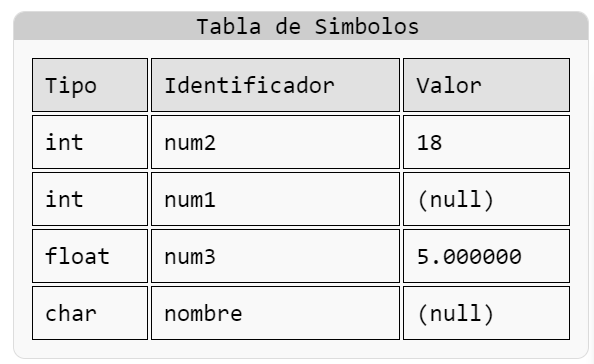 Tabla de Simbolos
Tipo Identificador Valor
int num2 18
int num1 (null)
float num3 5.000000
char nombre (null)